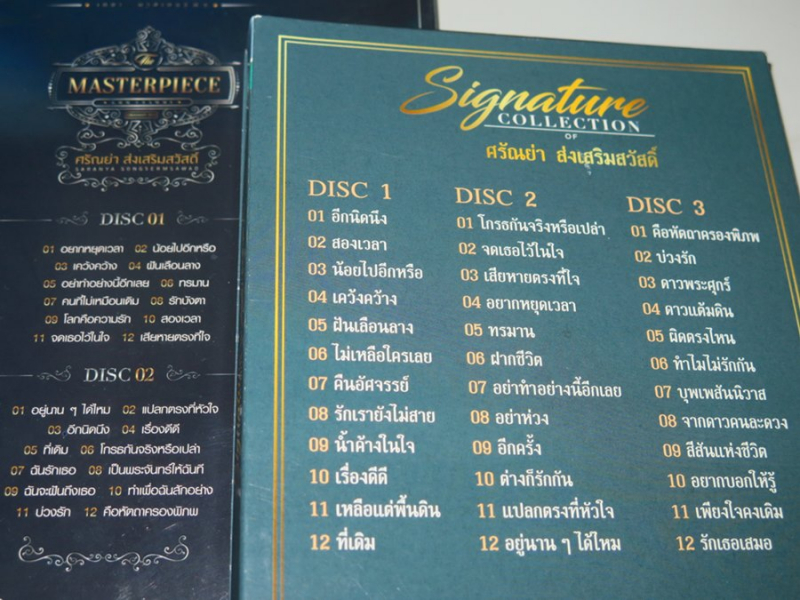 The
MASTERPIECE
ศรัณย่า ส่งเสริมสวัสดิ์
SARANYA SONGSERMSAWAD
DISC 01
01 อยากหยุดเวลา 02 น้อยไปอีกหรือ
03 เคว้งคว้าง 04 ฝันเลือนลาง
05 อย่าทำอย่างนี้อีกเลย 06 ทรมาน
07 คนที่ไม่เหมือนเดิม 08 รักบังตา
09 โลกคือความรัก 10 สองเวลา
11 จดเธอไว้ในใจ 12 เสียหายตรงที่ใจ
DISC 02
01 อยู่นาน ๆ ได้ไหม 02 แปลกตรงที่หัวใจ
03 อีกนิดนึง 04 เรื่องดีดี
05 ที่เดิม 06 โกรธกันจริงหรือเปล่า
07 ฉันรักเธอ 08 เป็นพระจันทร์ให้ฉันที
09 ฉันจะฝันถึงเธอ 10 ทำเพื่อฉันสักอย่าง
11 บ่วงรัก 12 คือหัตถาครองพิภพ
Signature
COLLECTION
OF
ศรัณย่า ส่งเสริมสวัสดิ์
DISC 1
01 อีกนิดนึง
02 สองเวลา
03 น้อยไปอีกหรือ
04 เคว้งคว้าง
05 ฝันเลือนลาง
06 ไม่เหลือใครเลย
07 คืนอัศจรรย์
08 รักเรายังไม่สาย
09 น้ำค้างในใจ
10 เรื่องดีดี
11 เหลือแค่พื้นดิน
12 ที่เดิม
DISC 2
01 โกรธกันจริงหรือเปล่า
02 จดเธอไว้ในใจ
03 เสียหายตรงที่ใจ
04 อยากหยุดเวลา
05 ทรมาน
06 ฝากชีวิต
07 อย่าทำอย่างนี้อีกเลย
08 อย่าห่วง
09 อีกครั้ง
10 ต่างก็รักกัน
11 แปลกตรงที่หัวใจ
12 อยู่นาน ๆ ได้ไหม
DISC 3
01 คือหัตถาครองพิภพ
02 บ่วงรัก
03 ดาวพระศุกร์
04 ดาวแต้มดิน
05 ผิดตรงไหน
06 ทำไมไม่รักกัน
07 บุพเพสันนิวาส
08 จากดาวคนละดวง
09 สีสันแห่งชีวิต
10 อยากบอกให้รู้
11 เพียงใจคงเดิม
12 รักเธอเสมอ